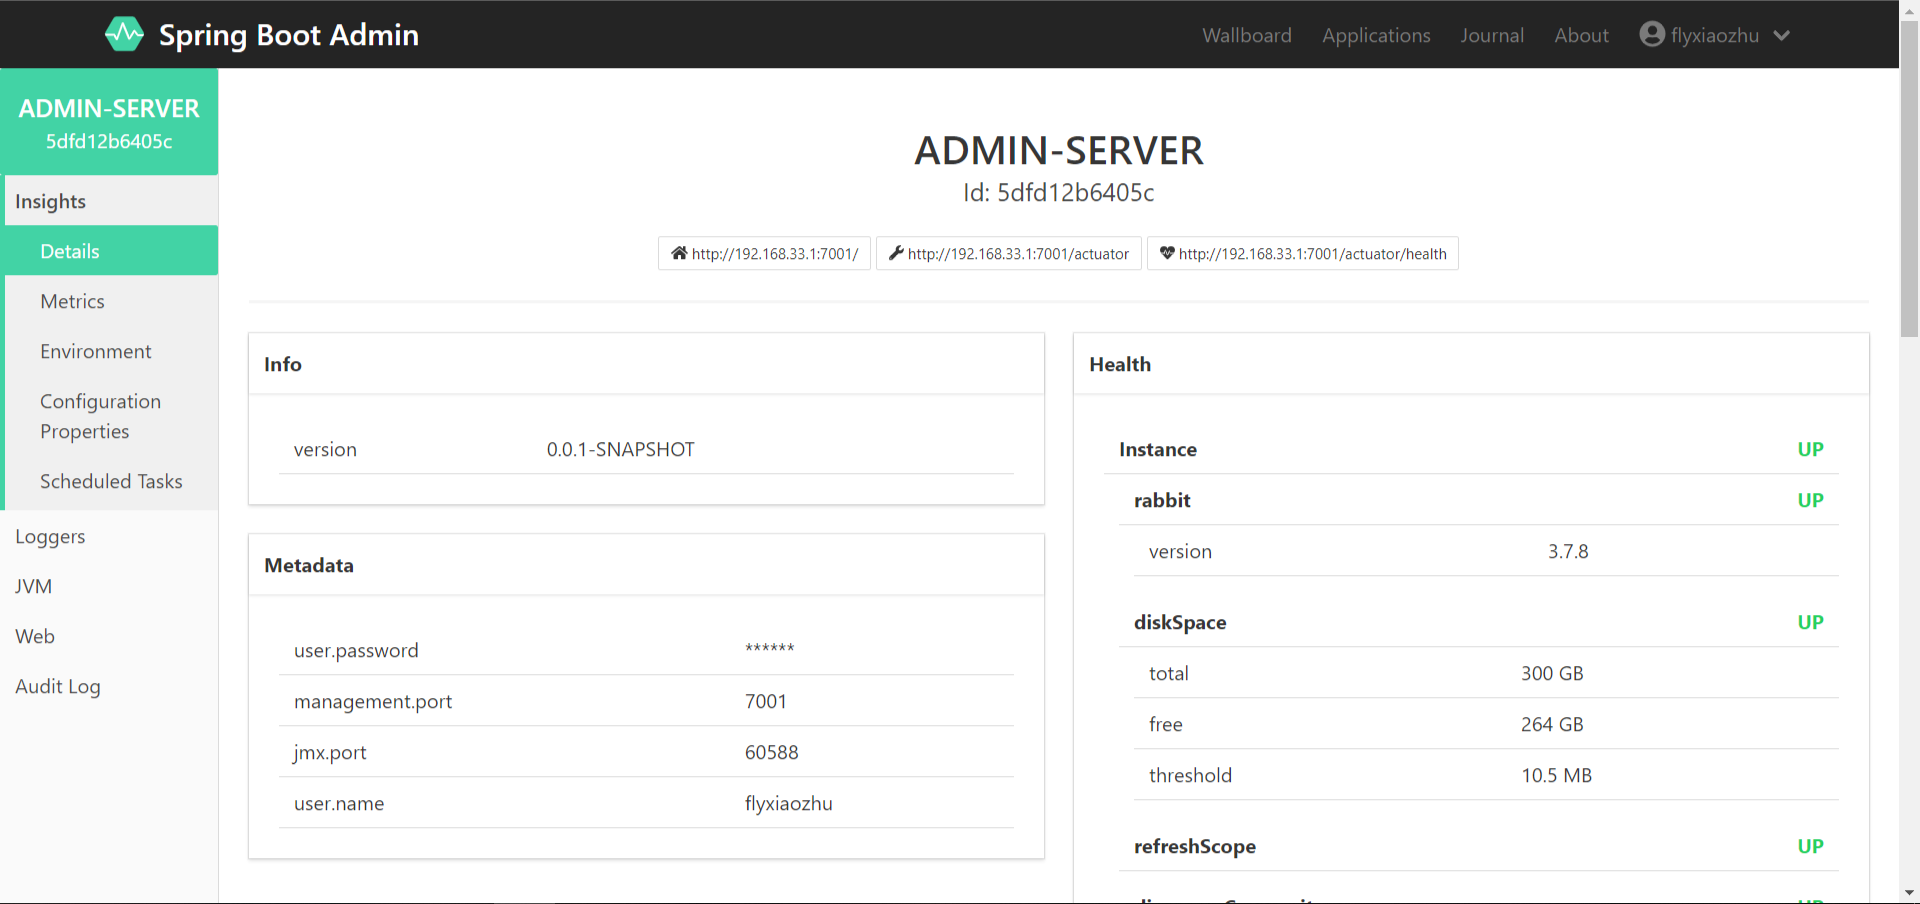 Spring Boot Admin
Wallboard Applications Journal About flyxiaozhu
ADMIN-SERVER
5dfd12b6405c
Insights
Details
Metrics
Environment
Configuration
Properties
Scheduled Tasks
Loggers
JVM
Web
Audit Log
ADMIN-SERVER
Id: 5dfd12b6405c
http://192.168.33.1:7001/ http://192.168.33.1:7001/actuator http://192.168.33.1:7001/actuator/health
Info
version 0.0.1-SNAPSHOT
Metadata
user.password ******
management.port 7001
jmx.port 60588
user.name flyxiaozhu
Health
Instance UP
rabbit UP
version 3.7.8
diskSpace UP
total 300 GB
free 264 GB
threshold 10.5 MB
refreshScope UP